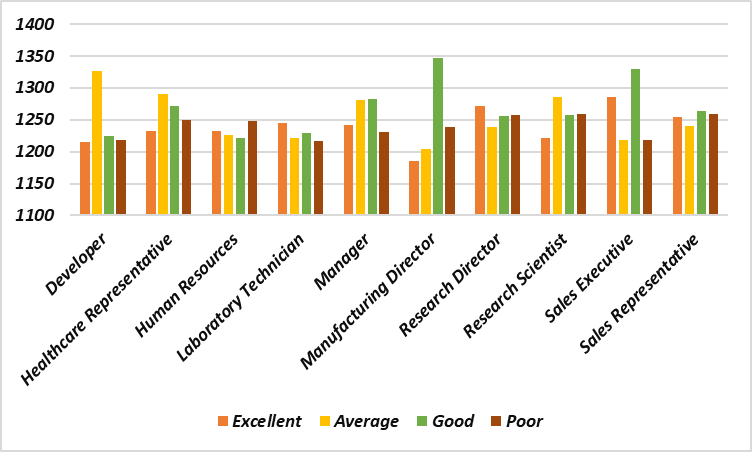 1400
1350
1300
1250
1200
1150
1100
Developer
Healthcare Representative
Human Resources
Laboratory Technician
Manager
Manufacturing Director
Research Director
Research Scientist
Sales Executive
Sales Representative
Excellent Average Good Poor